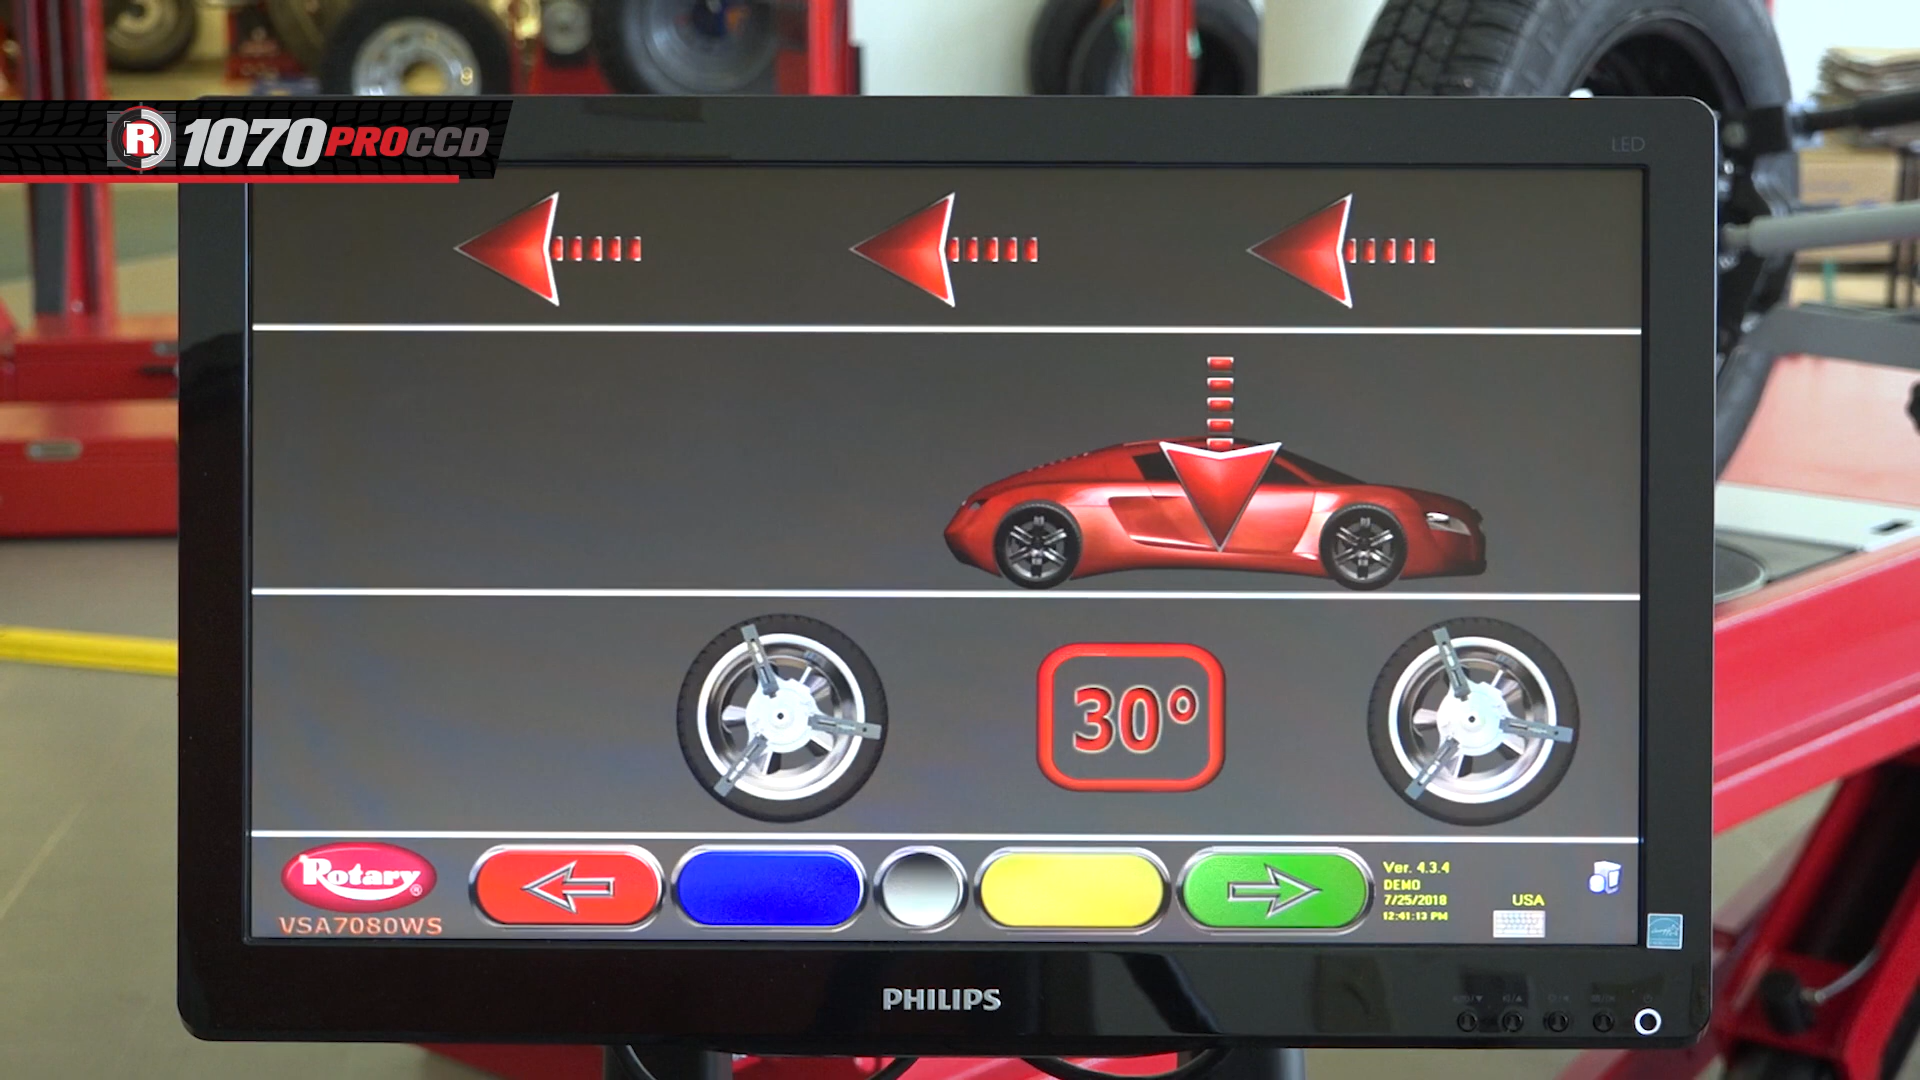 R 1070PROCCD
LED
30°
Rotary®
VSA7080WS
Ver. 4.3.4
DEMO
7/25/2018
12:41:13 PM
USA
PHILIPS